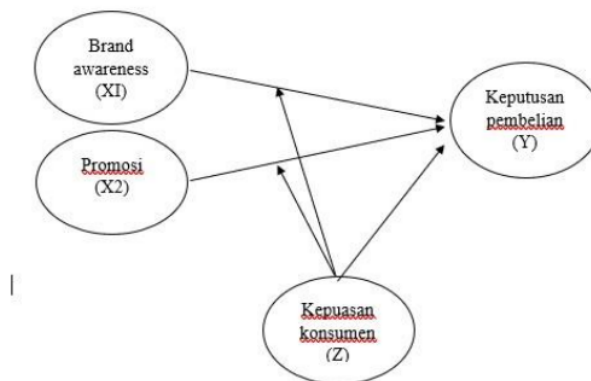 Brand
awareness
(XI)
Keputusan
pembelian
(Y)
Promosi
(X2)
Kepuasan
konsumen
(Z)